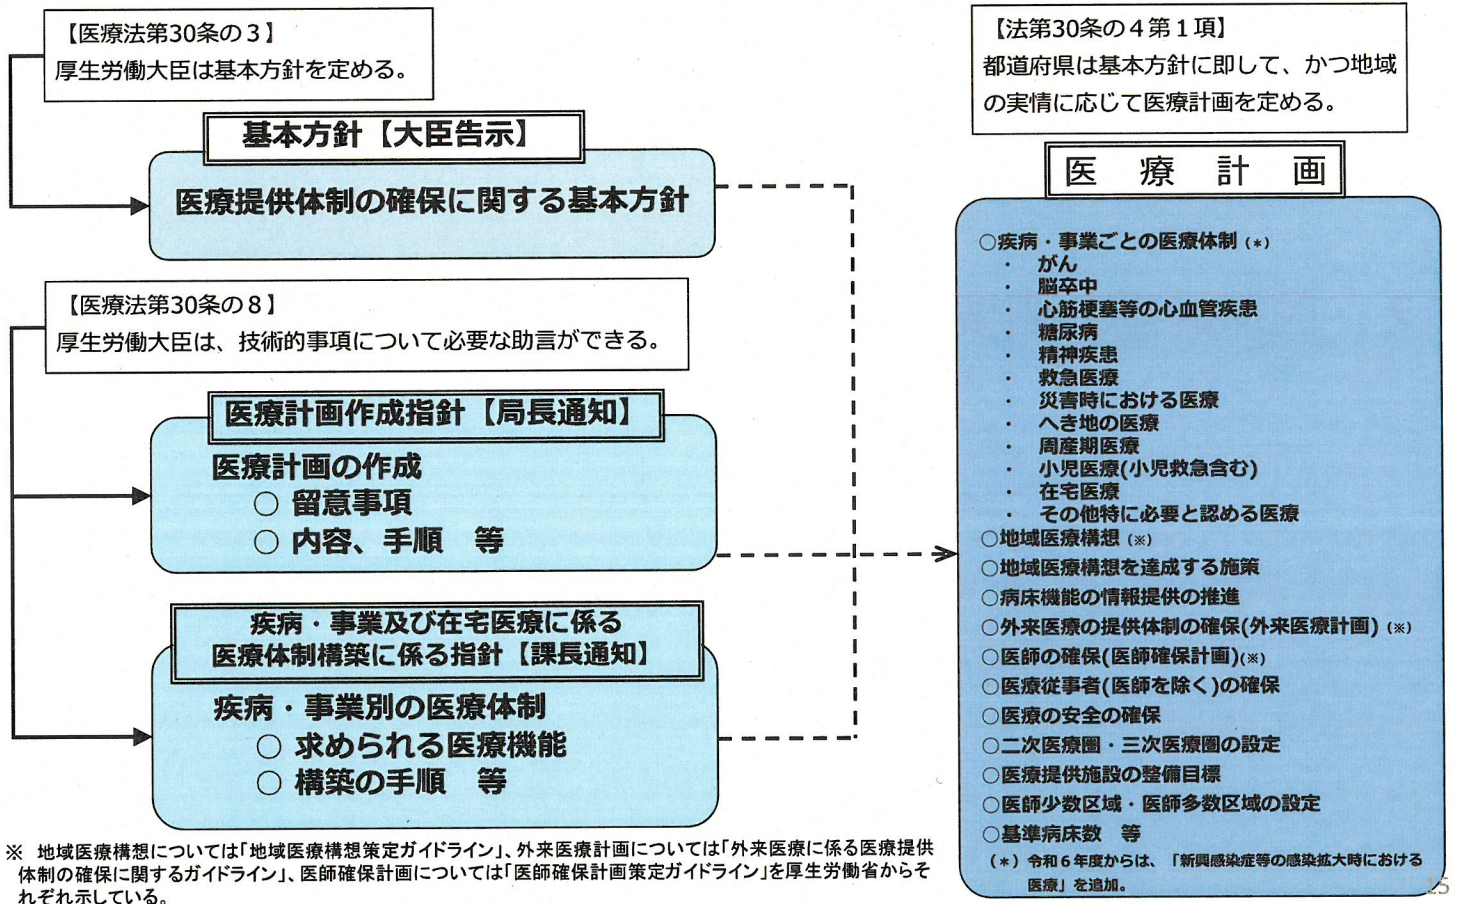 【医療法第30条の3】
厚生労働大臣は基本方針を定める。
基本方針【大臣告示】
医療提供体制の確保に関する基本方針
【医療法第30条の8】
厚生労働大臣は、技術的事項について必要な助言ができる。
医療計画作成指針【局長通知】
医療計画の作成
○ 留意事項
○ 内容、手順　等
疾病・事業及び在宅医療に係る
医療体制構築に係る指針【課長通知】
疾病・事業別の医療体制
○ 求められる医療機能
○ 構築の手順　等
※　地域医療構想については「地域医療構想策定ガイドライン」、外来医療計画については「外来医療に係る医療提供
体制の確保に関するガイドライン」、医師確保計画については「医師確保計画策定ガイドライン」を厚生労働省からそ
れぞれ示している。
【法第30条の4第1項】
都道府県は基本方針に即して、かつ地域
の実情に応じて医療計画を定める。
医　療　計　画
○疾病・事業ごとの医療体制（*）
・　がん
・　脳卒中
・　心筋梗塞等の心血管疾患
・　糖尿病
・　精神疾患
・　救急医療
・　災害時における医療
・　へき地の医療
・　周産期医療
・　小児医療(小児救急含む)
・　在宅医療
・　その他特に必要と認める医療
○地域医療構想（※）
○地域医療構想を達成する施策
○病床機能の情報提供の推進
○外来医療の提供体制の確保(外来医療計画)（※）
○医師の確保(医師確保計画)(※)
○医療従事者(医師を除く)の確保
○医療の安全の確保
○二次医療圏・三次医療圏の設定
○医療提供施設の整備目標
○医師少数区域・医師多数区域の設定
○基準病床数　等
（*）令和６年度からは、「新興感染症等の感染拡大時における
医療」を追加。
15